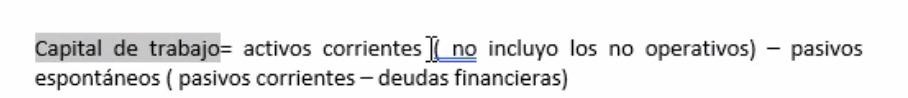 Capital de trabajo= activos corrientes ( no incluyo los no operativos) – pasivos
espontáneos ( pasivos corrientes – deudas financieras)